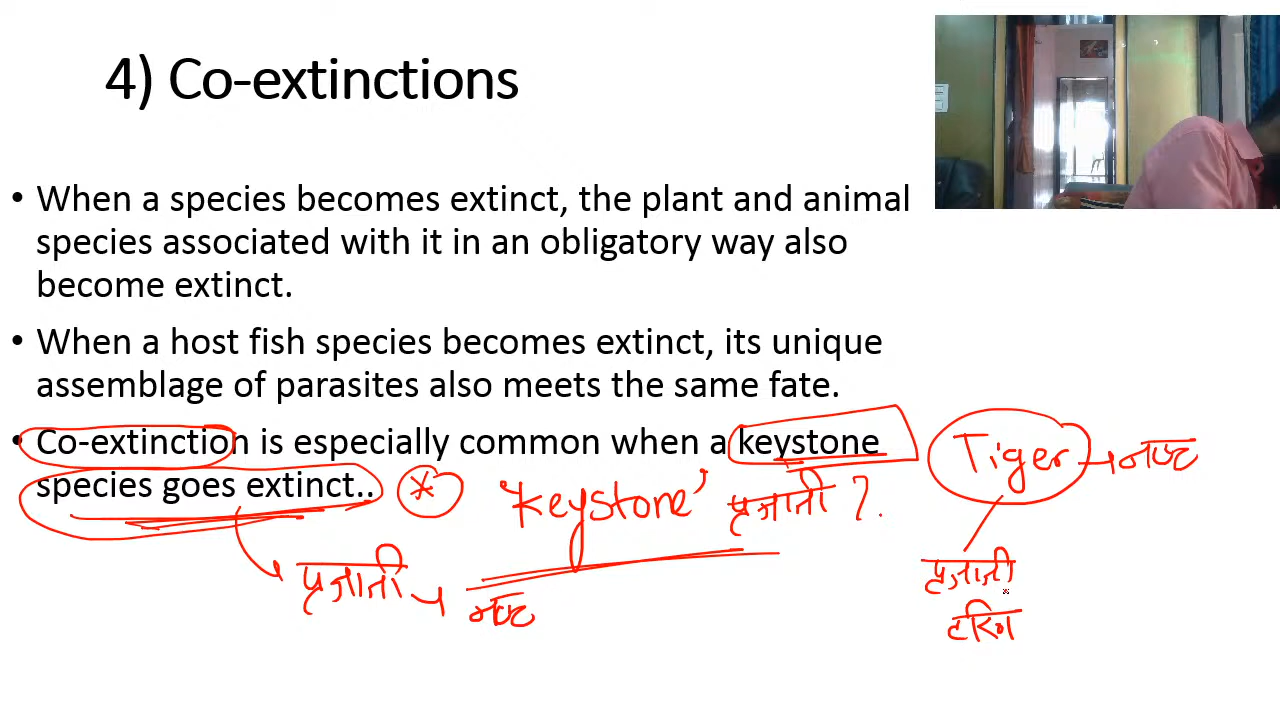 4) Co-extinctions
• When a species becomes extinct, the plant and animal
species associated with it in an obligatory way also
become extinct.
• When a host fish species becomes extinct, its unique
assemblage of parasites also meets the same fate.
• Co-extinction is especially common when a keystone
species goes extinct..
'Keystone' प्रजाती ?
Tiger → नष्ट
प्रजाती → नष्ट
प्रजाती
हरिण